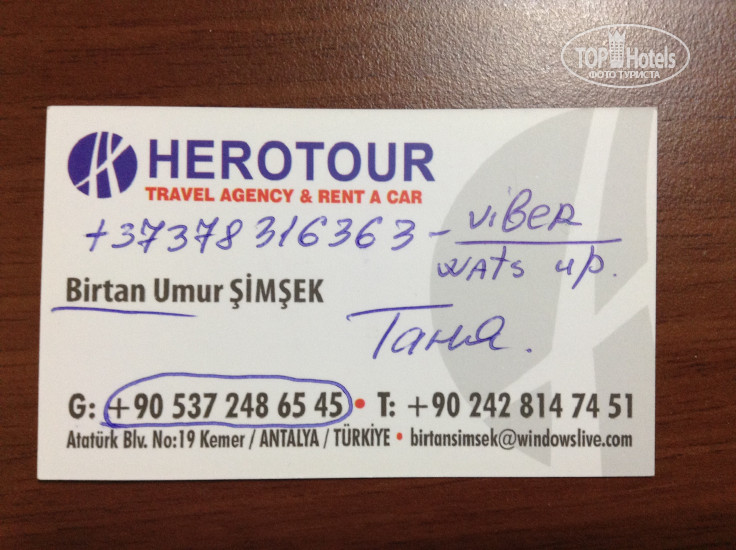 TOP Hotels
ФОТО ТУРИСТА
HEROTOUR
TRAVEL AGENCY & RENT A CAR
+37378316363 - viBER
wats up.
Birtan Umur ŞİMŞEK
Таня.
G: +90 537 248 65 45 • T: +90 242 814 74 51
Atatürk Blv. No:19 Kemer / ANTALYA / TÜRKİYE • birtansimsek@windowslive.com